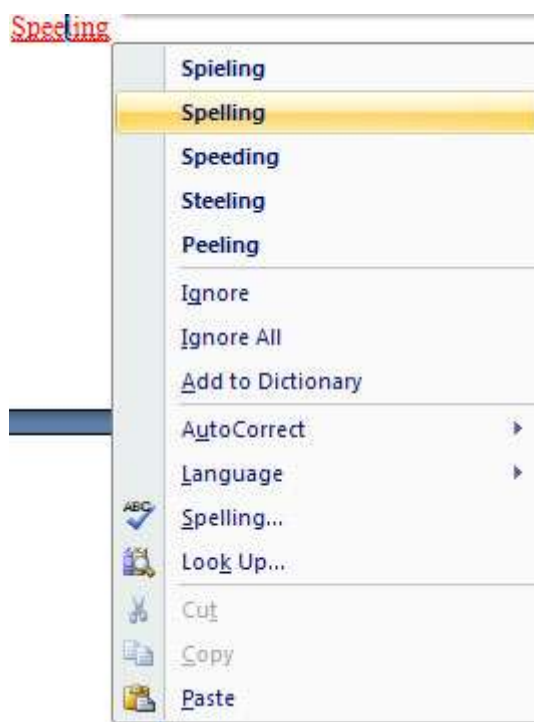 Speeling
Spieling
Spelling
Speeding
Steeling
Peeling
Ignore
Ignore All
Add to Dictionary
AutoCorrect
Language
ABC
Spelling...
Look Up...
Cut
Copy
Paste